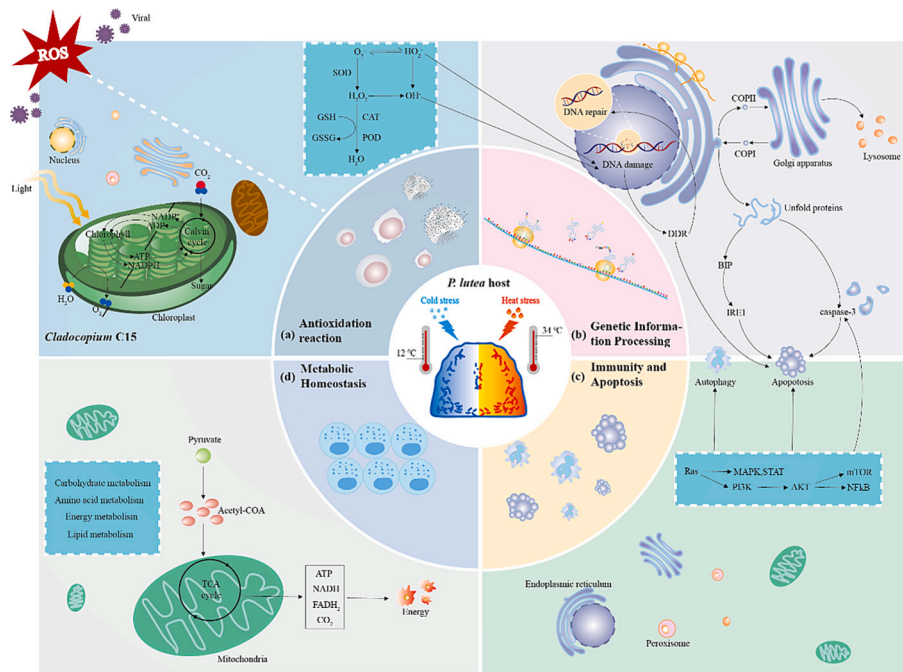 Viral
ROS
Nucleus
Light
CO₂
NADP⁺
ADP
Chlorophyll
Calvin
cycle
ATP
NADPH
Sugar
H₂O
O₂
Chloroplast
Cladocopium C15
O₂⁻
HO₂⁻
SOD
H₂O₂
OH⁻
GSH
CAT
GSSG
POD
H₂O
(a) Antioxidation
reaction
DNA repair
DNA damage
COPII
COPI
Golgi apparatus
Lysosome
Unfold proteins
DDR
BIP
IRE1
caspase-3
Autophagy
Apoptosis
(b) Genetic Informa-
tion Processing
P. lutea host
Cold stress
Heat stress
12 ℃
34 ℃
(d) Metabolic
Homeostasis
(c) Immunity and
Apoptosis
Pyruvate
Acetyl-COA
Carbohydrate metabolism
Amino acid metabolism
Energy metabolism
Lipid metabolism
TCA
cycle
Mitochondria
ATP
NADH
FADH₂
CO₂
Energy
Ras
MAPK,STAT
mTOR
PI3K
AKT
NFkB
Endoplasmic reticulum
Peroxisome